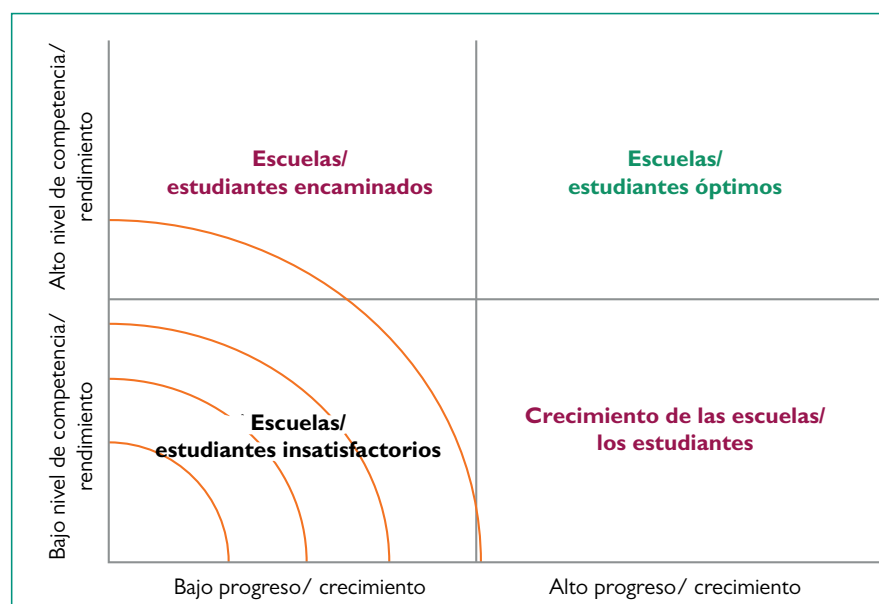 Alto nivel de competencia/
rendimiento
Escuelas/
estudiantes encaminados
Escuelas/
estudiantes óptimos
Bajo nivel de competencia/
rendimiento
Escuelas/
estudiantes insatisfactorios
Crecimiento de las escuelas/
los estudiantes
Bajo progreso/ crecimiento
Alto progreso/ crecimiento